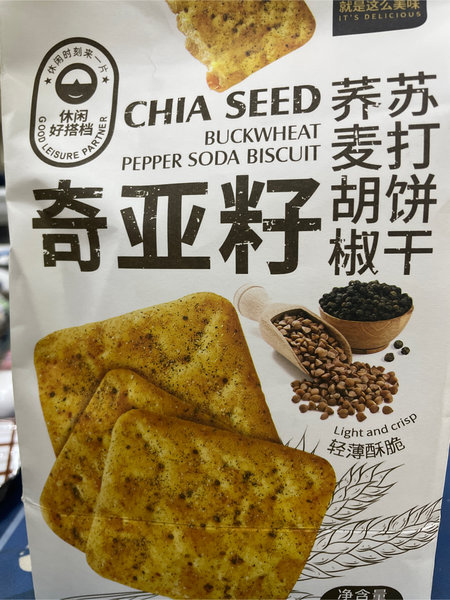 就是这么美味
IT'S DELICIOUS
★ 休闲时刻来一片 ★
休闲
好搭档
GOOD LEISURE PARTNER
CHIA SEED
BUCKWHEAT
PEPPER SODA BISCUIT
奇亚籽
荞麦胡椒
苏打饼干
Light and crisp
轻薄酥脆
净含量